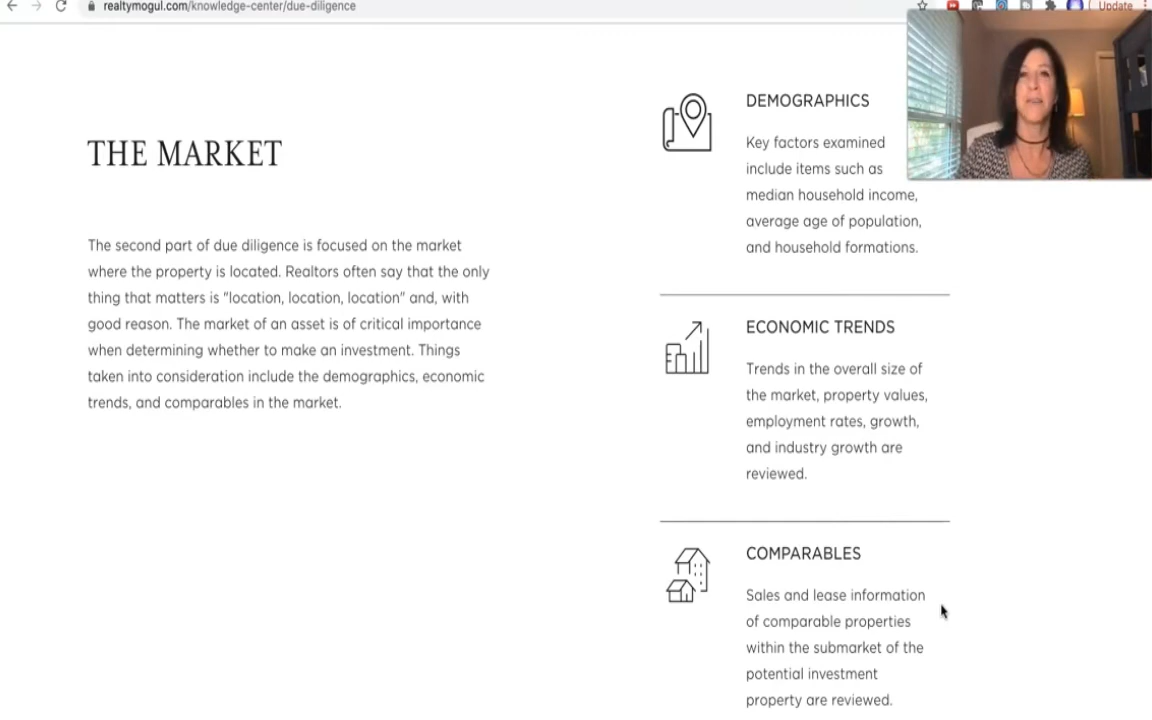 realtymogul.com/knowledge-center/due-diligence
Update
THE MARKET
The second part of due diligence is focused on the market
where the property is located. Realtors often say that the only
thing that matters is "location, location, location" and, with
good reason. The market of an asset is of critical importance
when determining whether to make an investment. Things
taken into consideration include the demographics, economic
trends, and comparables in the market.
DEMOGRAPHICS
Key factors examined
include items such as
median household income,
average age of population,
and household formations.
ECONOMIC TRENDS
Trends in the overall size of
the market, property values,
employment rates, growth,
and industry growth are
reviewed.
COMPARABLES
Sales and lease information
of comparable properties
within the submarket of the
potential investment
property are reviewed.